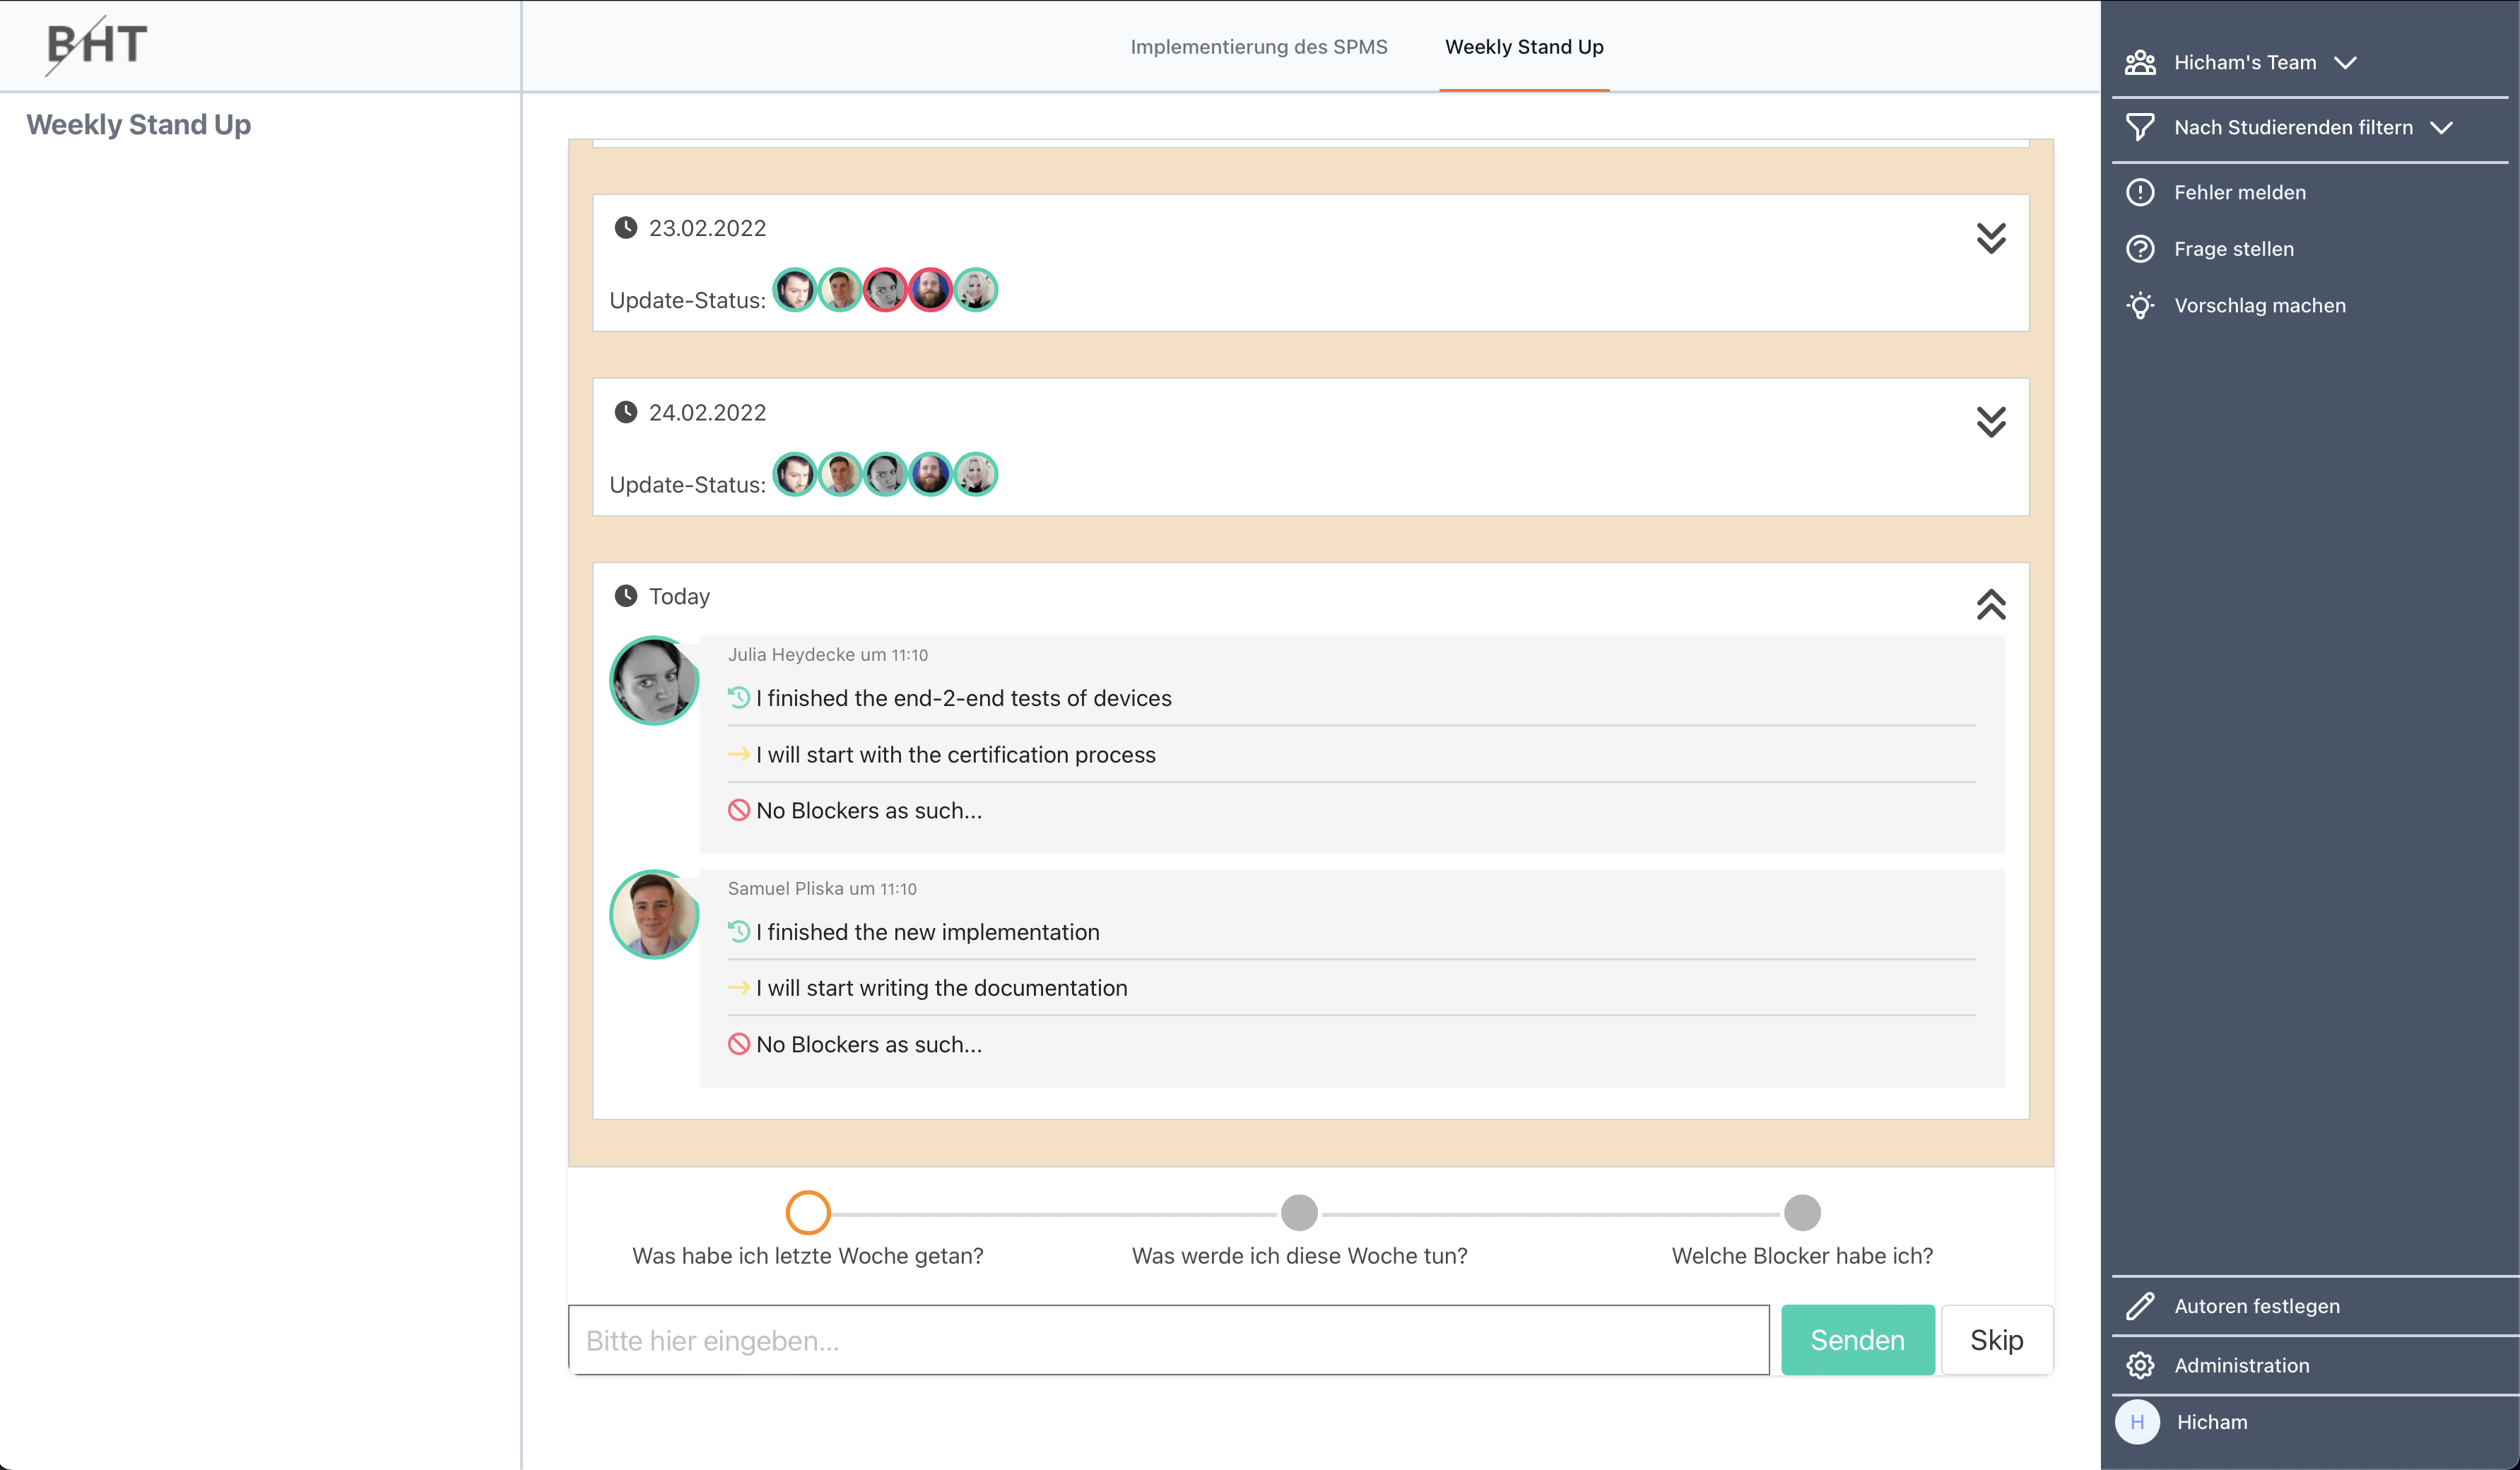 BHT
Implementierung des SPMS
Weekly Stand Up
Weekly Stand Up
23.02.2022
Update-Status:
24.02.2022
Update-Status:
Today
Julia Heydecke um 11:10
I finished the end-2-end tests of devices
I will start with the certification process
No Blockers as such...
Samuel Pliska um 11:10
I finished the new implementation
I will start writing the documentation
No Blockers as such...
Was habe ich letzte Woche getan?
Was werde ich diese Woche tun?
Welche Blocker habe ich?
Bitte hier eingeben...
Senden
Skip
Hicham's Team
Nach Studierenden filtern
Fehler melden
Frage stellen
Vorschlag machen
Autoren festlegen
Administration
H
Hicham